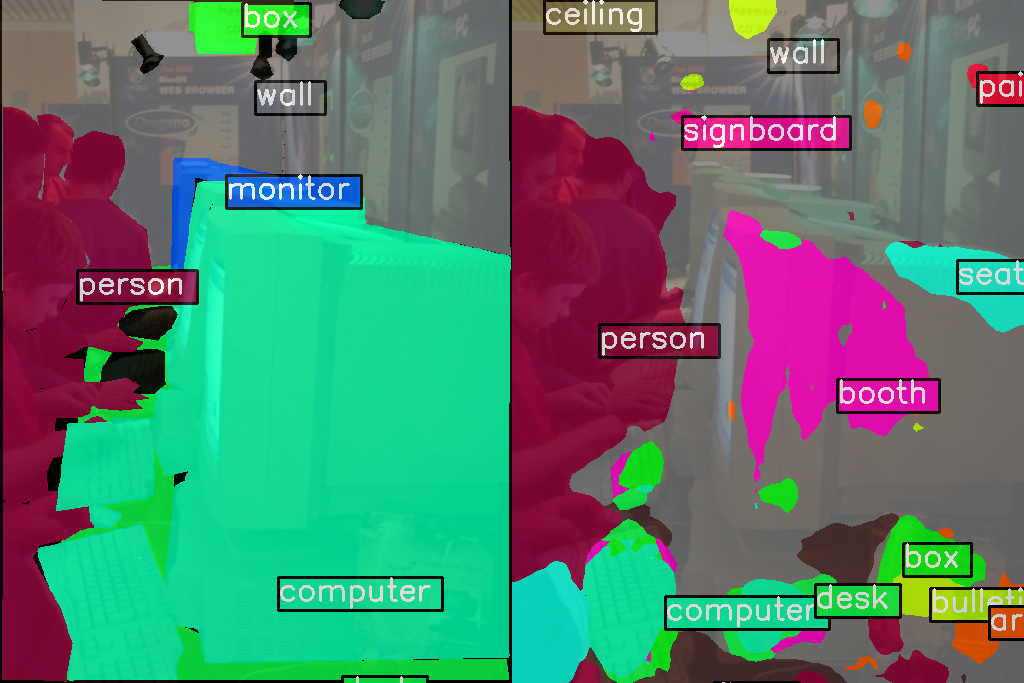 box
wall
WEB BROWSER
monitor
person
computer
ceiling
wall
pai
signboard
seat
person
booth
box
desk
computer
bulleti
ar